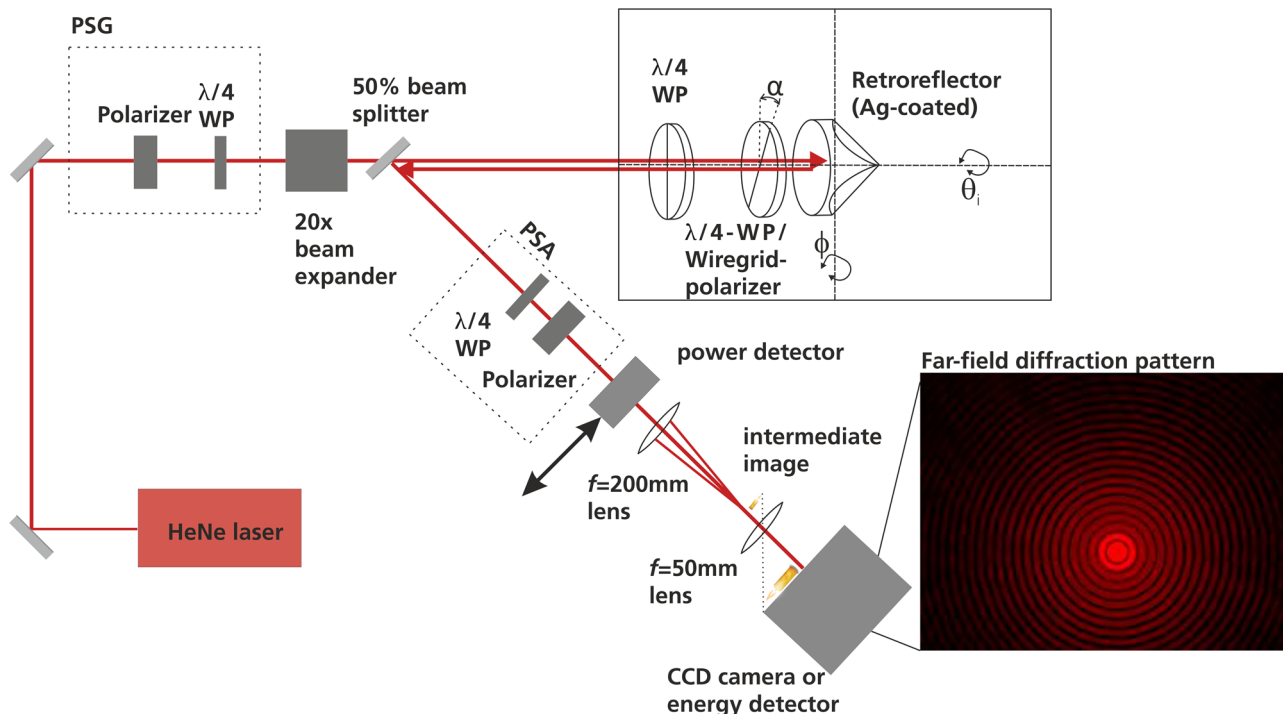 PSG
Polarizer
λ/4
WP
50% beam
splitter
20x
beam
expander
λ/4
WP
α
Retroreflector
(Ag-coated)
θi
ϕ
λ/4-WP/
Wiregrid-
polarizer
PSA
λ/4
WP
Polarizer
power detector
Far-field diffraction pattern
intermediate
image
f=200mm
lens
HeNe laser
f=50mm
lens
CCD camera or
energy detector